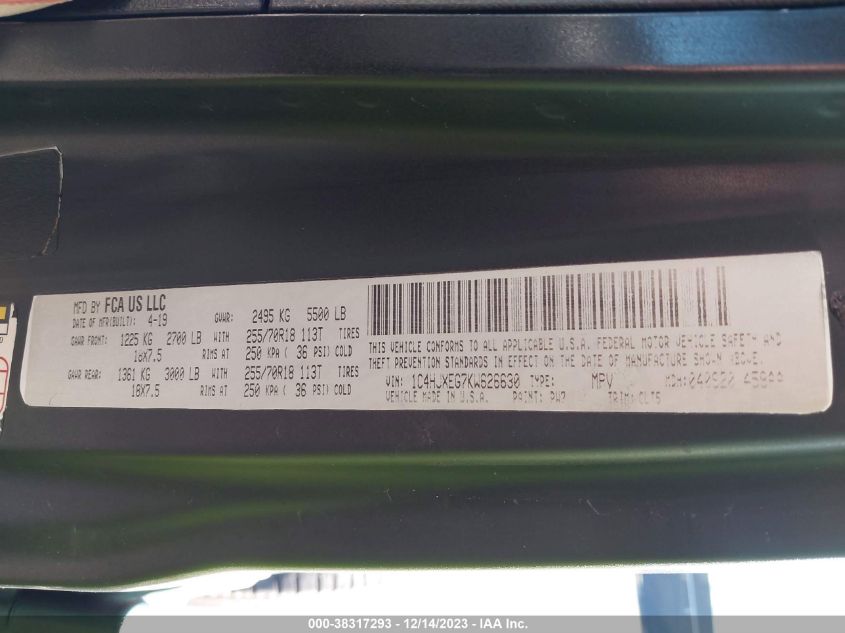 MFD BY FCA US LLC
DATE OF MFR(BUILT): 4-19 GVWR: 2495 KG 5500 LB
GAWR FRONT: 1225 KG 2700 LB WITH 255/70R18 113T TIRES
18X7.5 RIMS AT 250 KPA ( 36 PSI) COLD
GAWR REAR: 1361 KG 3000 LB WITH 255/70R18 113T TIRES
18X7.5 RIMS AT 250 KPA ( 36 PSI) COLD
THIS VEHICLE CONFORMS TO ALL APPLICABLE U.S.A. FEDERAL MOTOR VEHICLE SAFETY AND
THEFT PREVENTION STANDARDS IN EFFECT ON THE DATE OF MANUFACTURE SHOWN ABOVE.
VIN: 1C4HJXEG7KW626630 TYPE: MPV MDH:
VEHICLE MADE IN U.S.A. PAINT: PW7 TRIM: CLT5
000-38317293 - 12/14/2023 - IAA Inc.